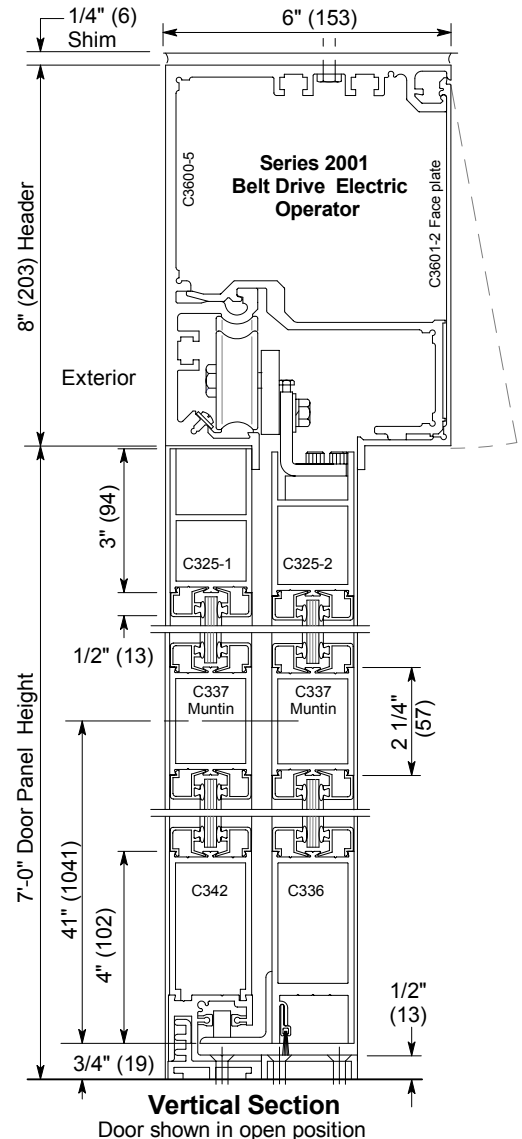 1/4" (6)
Shim
6" (153)
8" (203) Header
C3600-5
Series 2001
Belt Drive Electric
Operator
C3601-2 Face plate
Exterior
3" (94)
C325-1
C325-2
1/2" (13)
C337
Muntin
C337
Muntin
2 1/4"
(57)
7'-0" Door Panel Height
41" (1041)
4" (102)
C342
C336
1/2"
(13)
3/4" (19)
Vertical Section
Door shown in open position